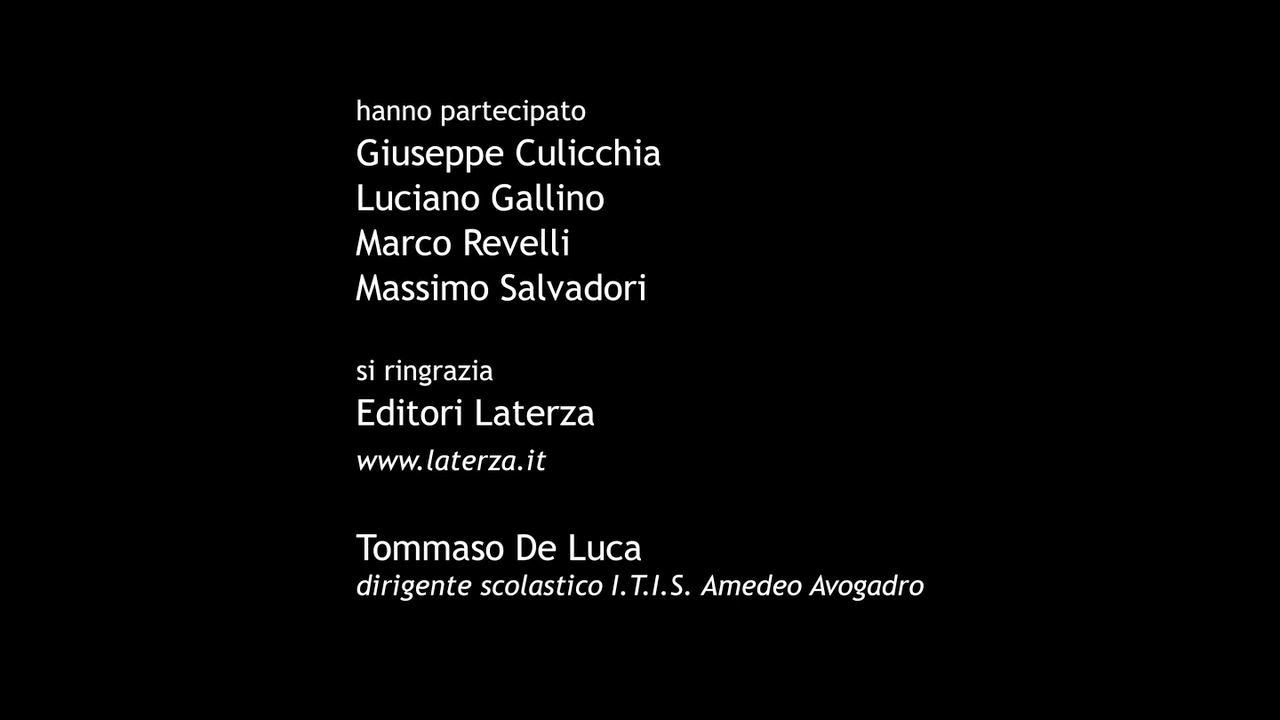 hanno partecipato
Giuseppe Culicchia
Luciano Gallino
Marco Revelli
Massimo Salvadori
si ringrazia
Editori Laterza
www.laterza.it
Tommaso De Luca
dirigente scolastico I.T.I.S. Amedeo Avogadro